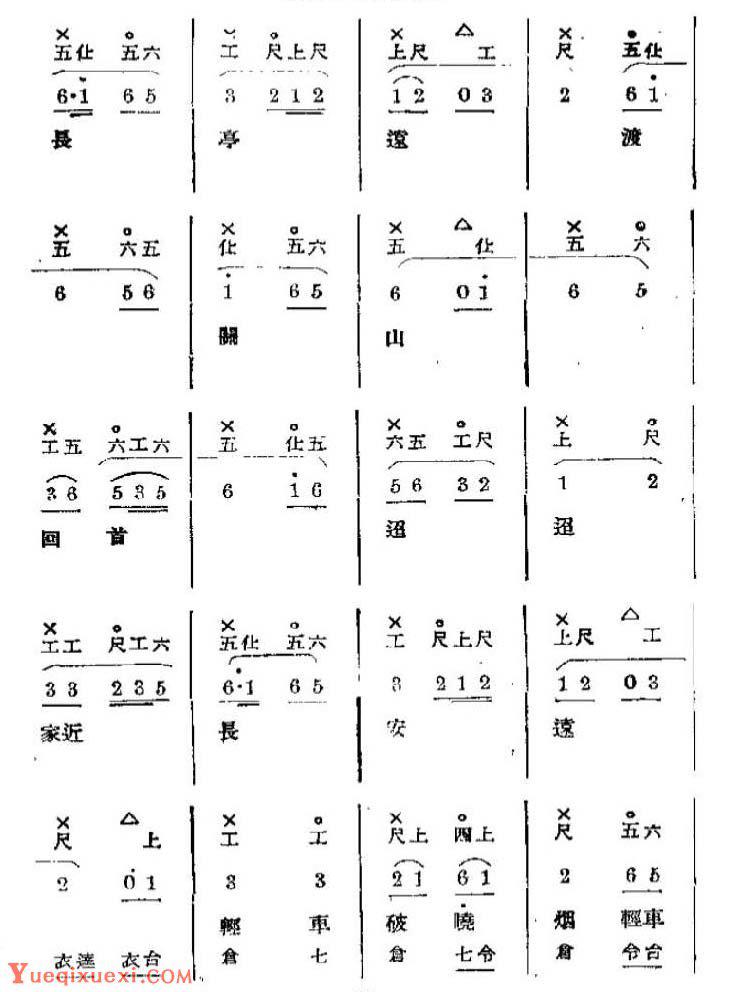 × ○ × ○ × △ × ○
五仩 五六 工 尺上尺 上尺 工 尺 五仩
6·1 6 5 3 2 1 2 1 2 0 3 2 6 1
長 亭 遠 渡
× ○ × ○ × △ × ○
五 六五 仩 五六 五 仩 五 六
6 5 6 1 6 5 6 0 1 6 5
關 山
× ○ × ○ × ○ × ○
工五 六工六 五 仩五 六五 工尺 上 尺
3 6 5 3 5 6 1 6 5 6 3 2 1 2
回 首 迢 迢
× ○ × ○ × ○ × △
工工 尺工六 五仩 五六 工 尺上尺 上尺 工
3 3 2 3 5 6·1 6 5 3 2 1 2 1 2 0 3
家近 長 安 遠
× △ × ○ × ○ × ○
尺 上 工 工 尺上 四上 尺 五六
2 0 1 3 3 2 1 6 1 2 6 5
輕 車 破 曉 烟 輕車
衣達 衣台 倉 七 倉 七令 倉 令台
Yueqixuexi.com